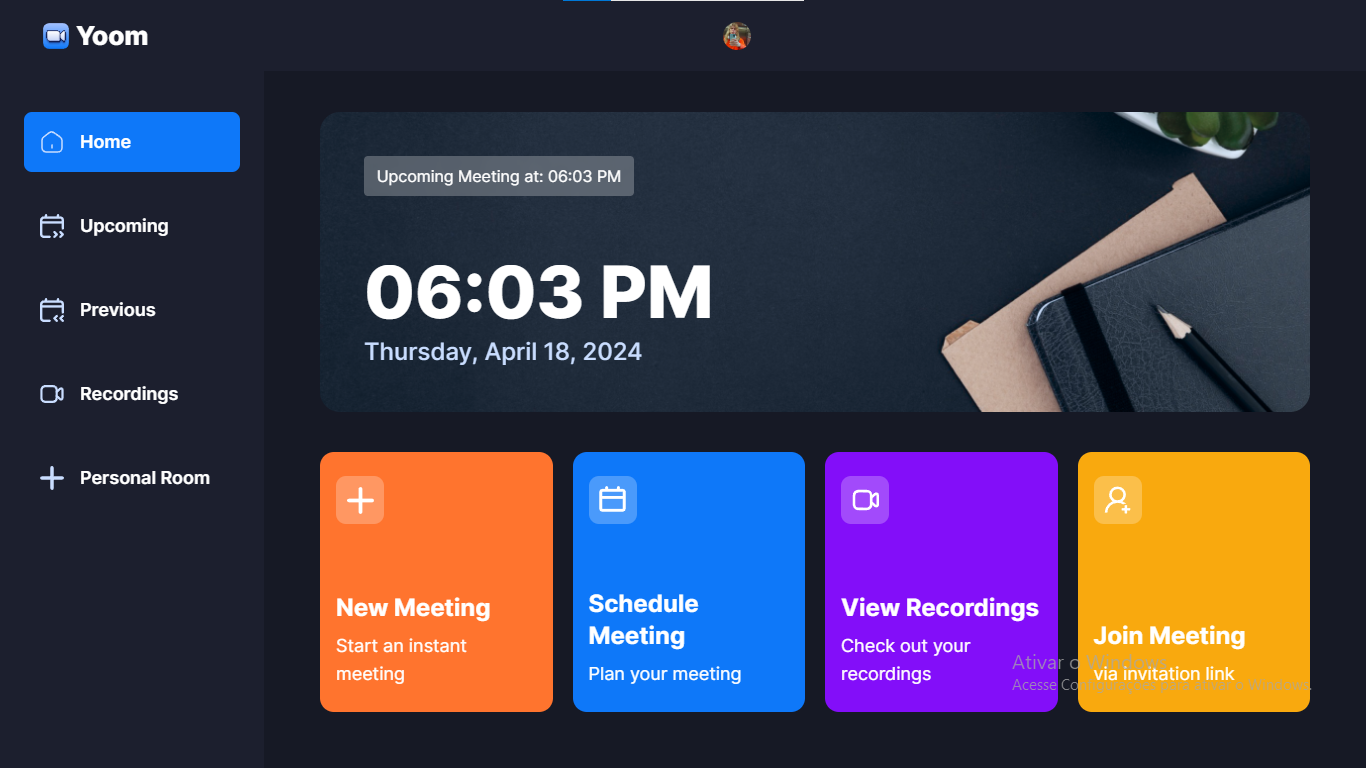 Yoom
Home
Upcoming
Previous
Recordings
Personal Room
Upcoming Meeting at: 06:03 PM
06:03 PM
Thursday, April 18, 2024
New Meeting
Start an instant
meeting
Schedule
Meeting
Plan your meeting
View Recordings
Check out your
recordings
Join Meeting
via invitation link
Ativar o Windows
Acesse Configurações para ativar o Windows.